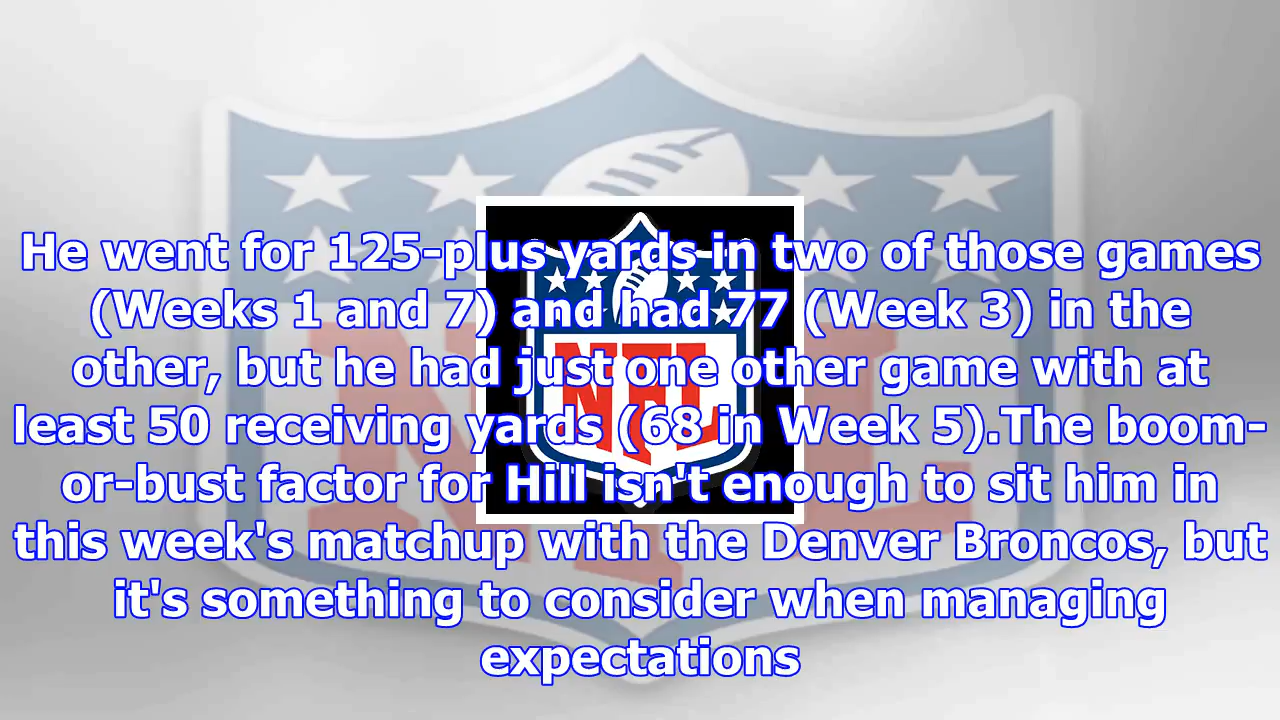 He went for 125-plus yards in two of those games
(Weeks 1 and 7) and had 77 (Week 3) in the
other, but he had just one other game with at
least 50 receiving yards (68 in Week 5).The boom-
or-bust factor for Hill isn't enough to sit him in
this week's matchup with the Denver Broncos, but
it's something to consider when managing
expectations
NFL
NFL